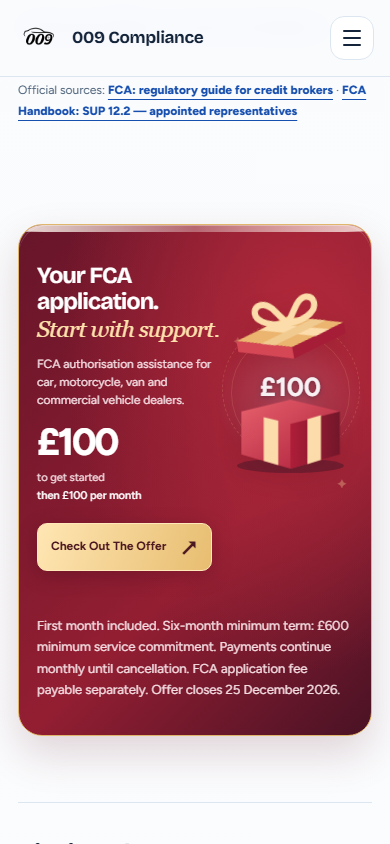 009
009 Compliance
Official sources: FCA: regulatory guide for credit brokers · FCA
Handbook: SUP 12.2 — appointed representatives
Your FCA
application.
Start with support.
FCA authorisation assistance for
car, motorcycle, van and
commercial vehicle dealers.
£100
£100
to get started
then £100 per month
Check Out The Offer
First month included. Six-month minimum term: £600
minimum service commitment. Payments continue
monthly until cancellation. FCA application fee
payable separately. Offer closes 25 December 2026.